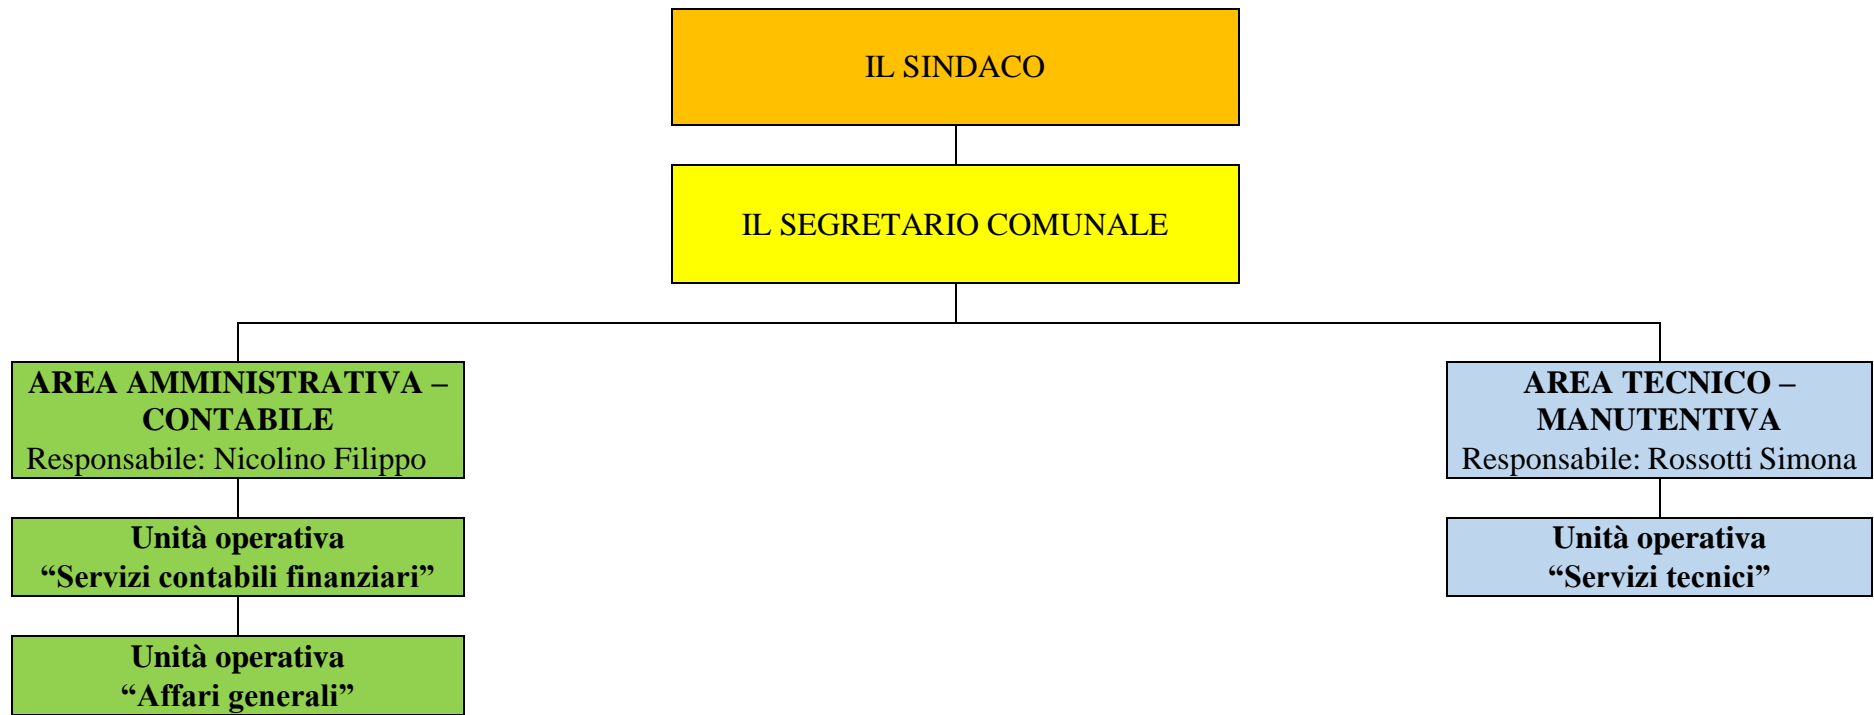 IL SINDACO
IL SEGRETARIO COMUNALE
AREA AMMINISTRATIVA –
CONTABILE
Responsabile: Nicolino Filippo
Unità operativa
“Servizi contabili finanziari”
Unità operativa
“Affari generali”
AREA TECNICO –
MANUTENTIVA
Responsabile: Rossotti Simona
Unità operativa
“Servizi tecnici”